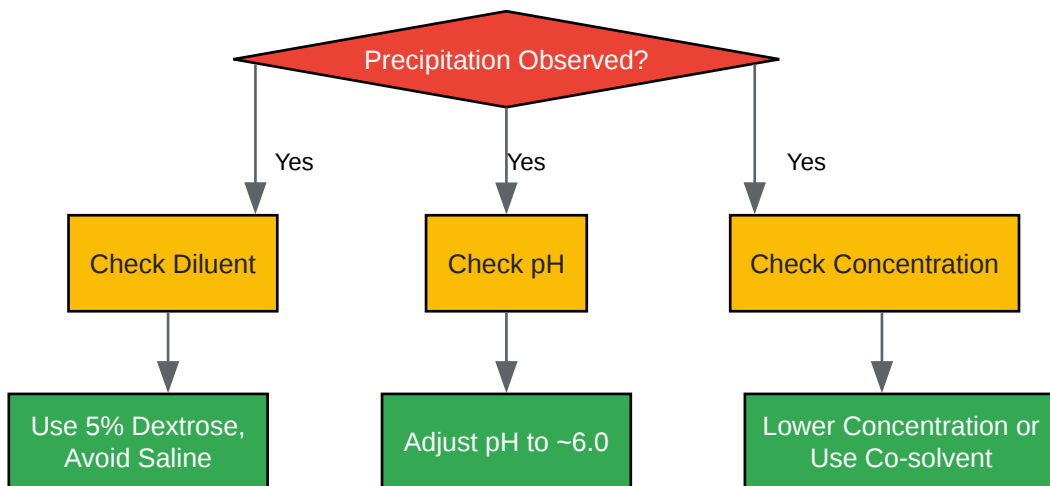 Precipitation Observed?
Yes
Yes
Yes
Check Diluent
Check pH
Check Concentration
Use 5% Dextrose,
Avoid Saline
Adjust pH to ~6.0
Lower Concentration or
Use Co-solvent